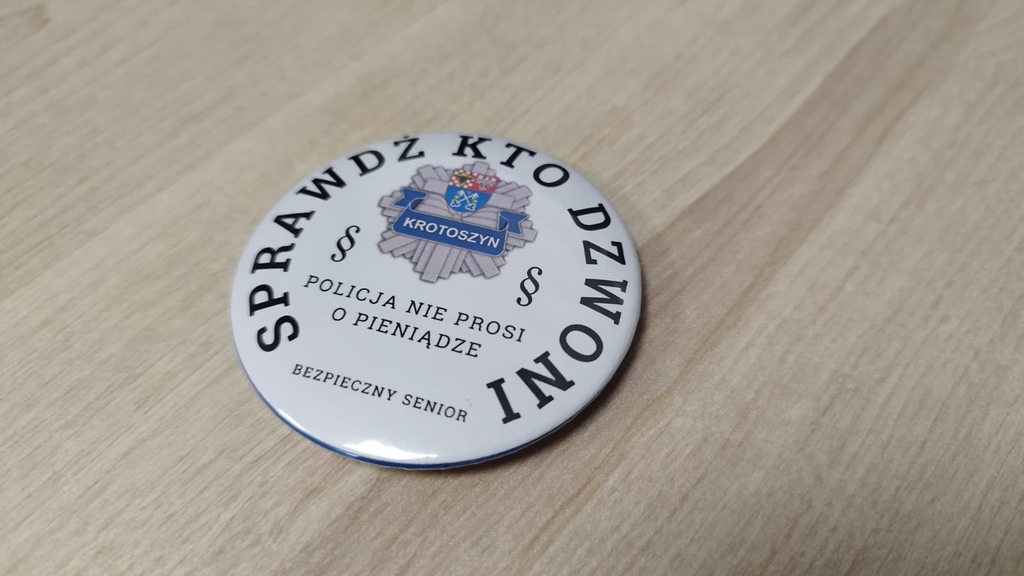 SPRAWDŹ KTO DZWONI
KROTOSZYN
§ §
POLICJA NIE PROSI
O PIENIĄDZE
BEZPIECZNY SENIOR